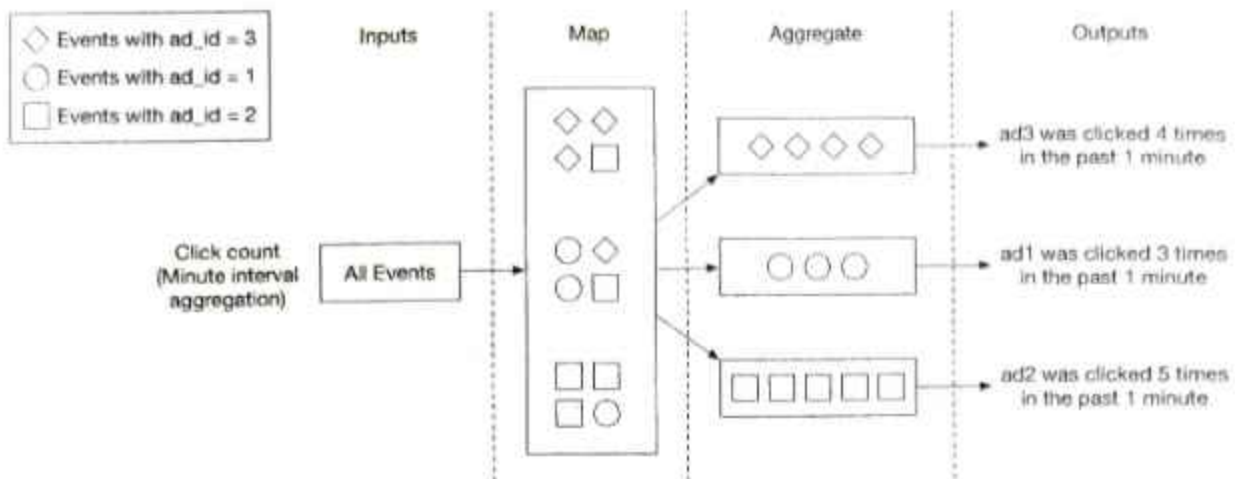 Events with ad_id = 3
Events with ad_id = 1
Events with ad_id = 2
Inputs
Map
Aggregate
Outputs
Click count
(Minute interval
aggregation)
All Events
ad3 was clicked 4 times
in the past 1 minute
ad1 was clicked 3 times
in the past 1 minute
ad2 was clicked 5 times
in the past 1 minute